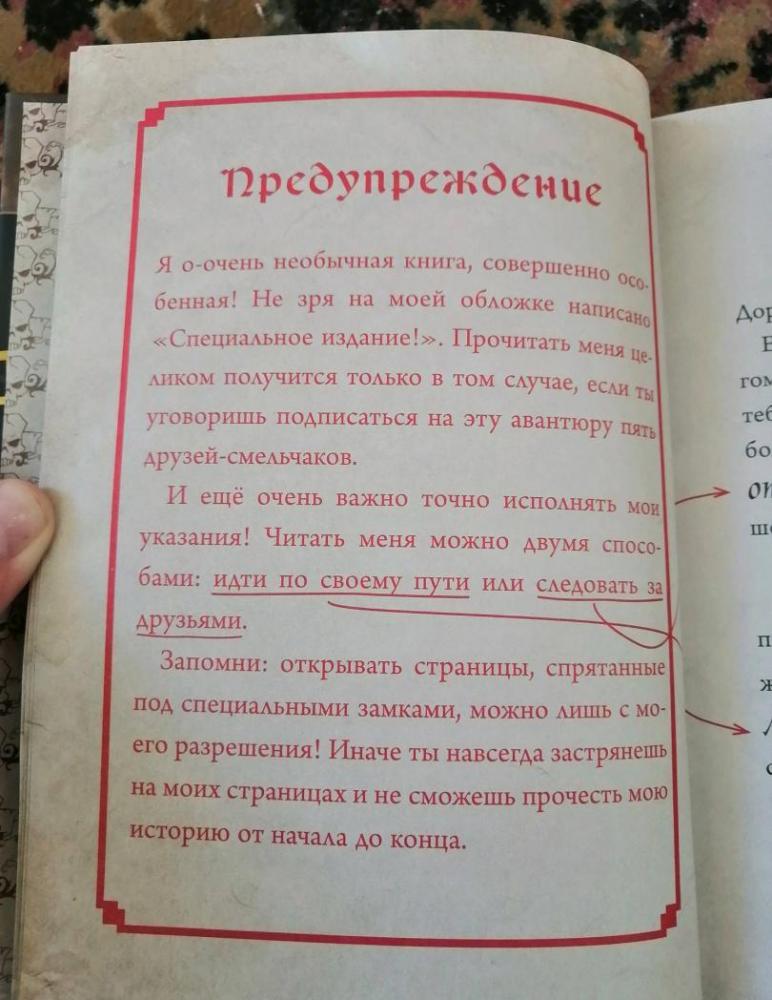 Предупреждение
Я о-очень необычная книга, совершенно осо-
бенная! Не зря на моей обложке написано
«Специальное издание!». Прочитать меня це-
ликом получится только в том случае, если ты
уговоришь подписаться на эту авантюру пять
друзей-смельчаков.
И ещё очень важно точно исполнять мои
указания! Читать меня можно двумя спосо-
бами: идти по своему пути или следовать за
друзьями.
Запомни: открывать страницы, спрятанные
под специальными замками, можно лишь с мо-
его разрешения! Иначе ты навсегда застрянешь
на моих страницах и не сможешь прочесть мою
историю от начала до конца.